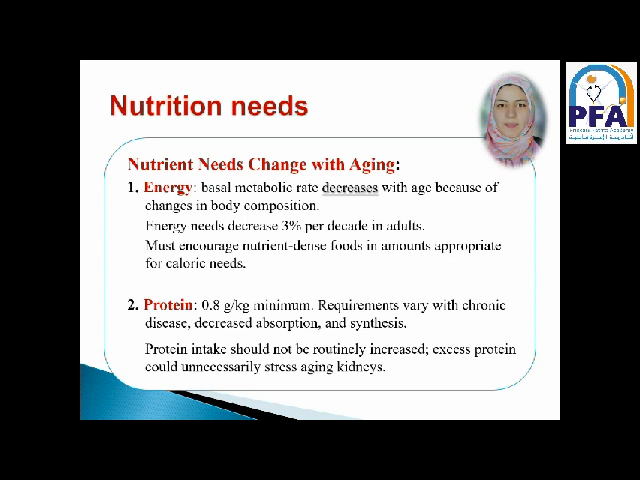 Nutrition needs
PFA
Nutrient Needs Change with Aging:
1. Energy: basal metabolic rate decreases with age because of
changes in body composition.
Energy needs decrease 3% per decade in adults.
Must encourage nutrient-dense foods in amounts appropriate
for caloric needs.
2. Protein: 0.8 g/kg minimum. Requirements vary with chronic
disease, decreased absorption, and synthesis.
Protein intake should not be routinely increased; excess protein
could unnecessarily stress aging kidneys.